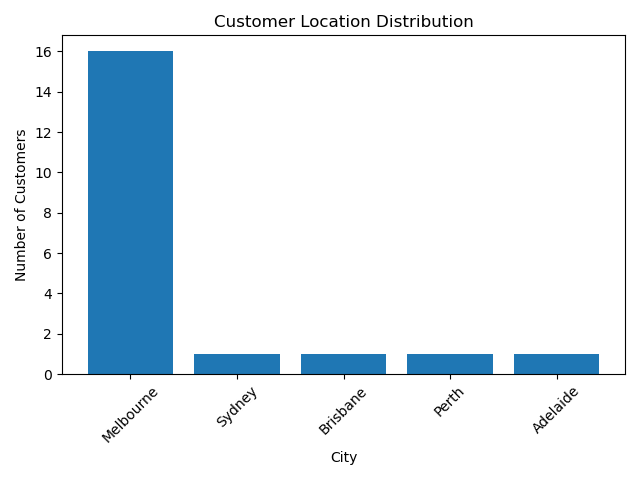 Customer Location Distribution
Number of Customers
16
14
12
10
8
6
4
2
0
Melbourne
Sydney
Brisbane
Perth
Adelaide
City